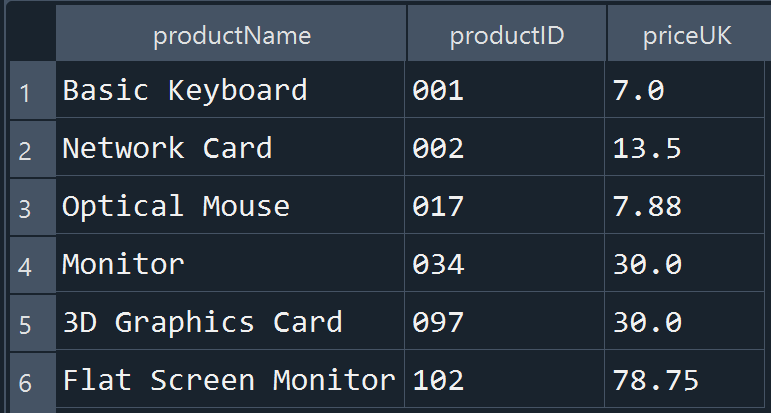 productName productID priceUK
1 Basic Keyboard 001 7.0
2 Network Card 002 13.5
3 Optical Mouse 017 7.88
4 Monitor 034 30.0
5 3D Graphics Card 097 30.0
6 Flat Screen Monitor 102 78.75